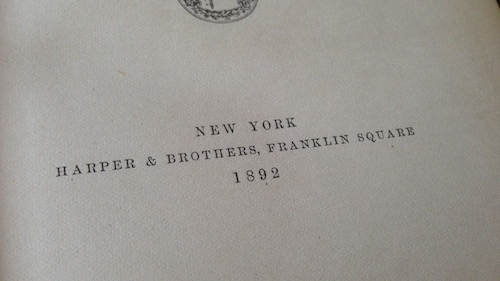 NEW YORK
HARPER & BROTHERS, FRANKLIN SQUARE
1892